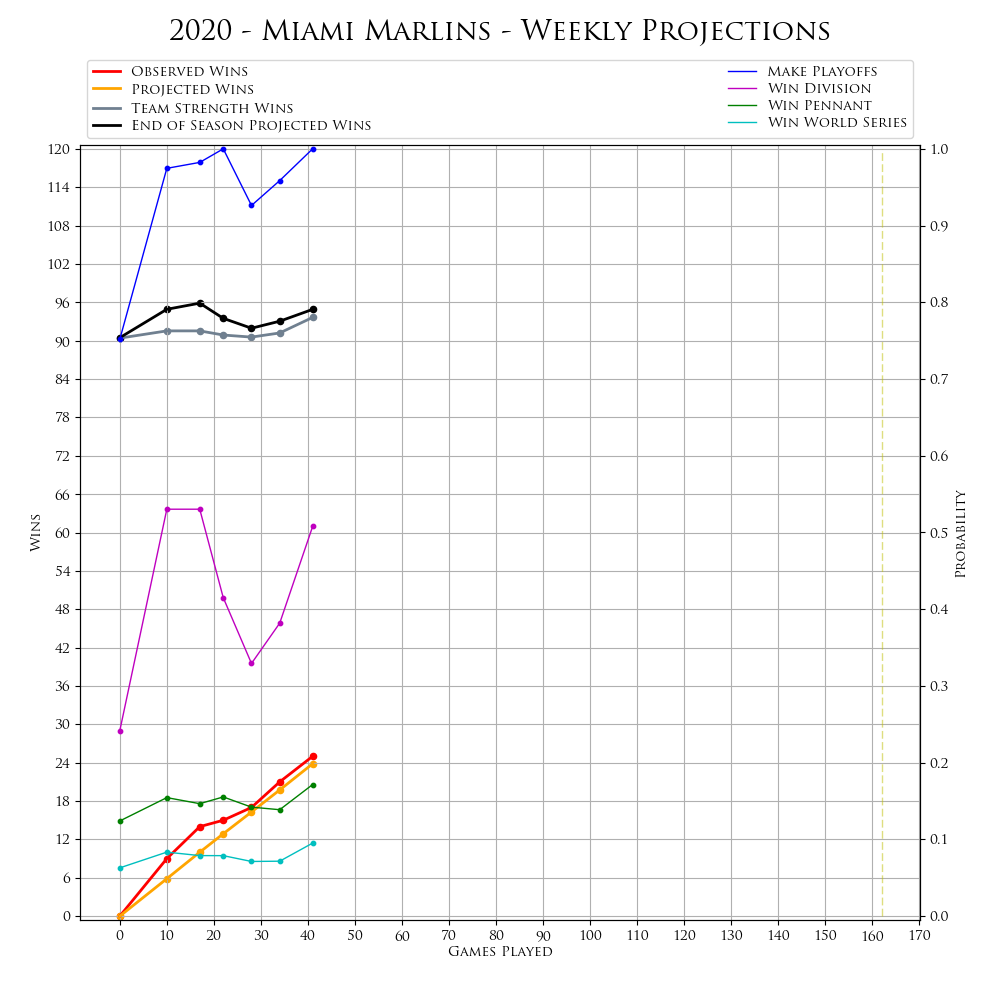 2020 - Miami Marlins - Weekly Projections
Observed Wins
Projected Wins
Team Strength Wins
End of Season Projected Wins
Make Playoffs
Win Division
Win Pennant
Win World Series
120
114
108
102
96
90
84
78
72
66
60
54
48
42
36
30
24
18
12
6
0
Wins
1.0
0.9
0.8
0.7
0.6
0.5
0.4
0.3
0.2
0.1
0.0
Probability
0 10 20 30 40 50 60 70 80 90 100 110 120 130 140 150 160 170
Games Played